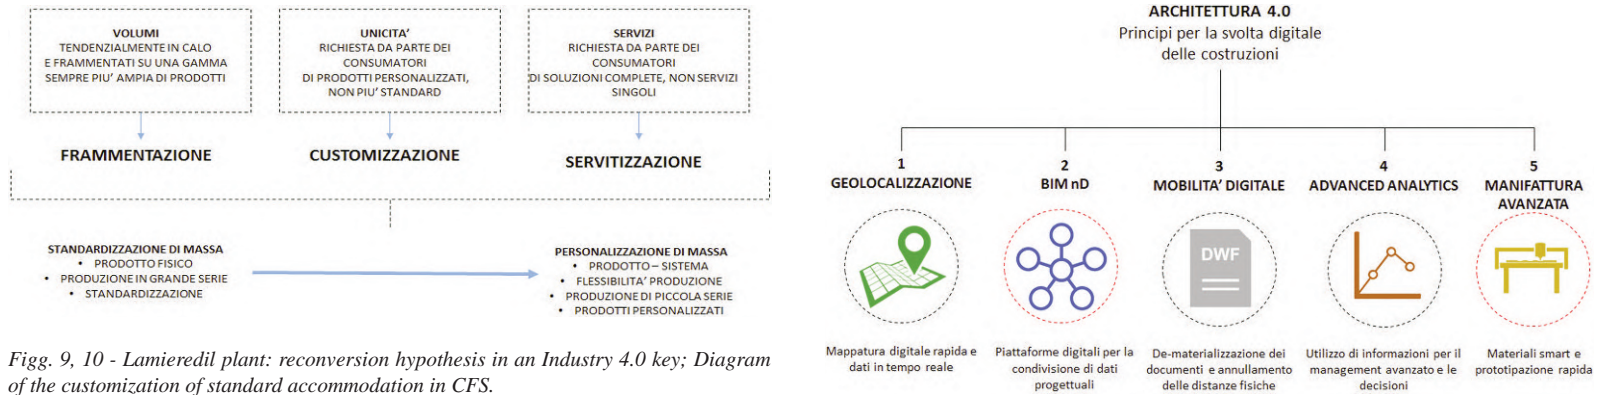 VOLUMI
TENDENZIALMENTE IN CALO
E FRAMMENTATI SU UNA GAMMA
SEMPRE PIU' AMPIA DI PRODOTTI
UNICITA'
RICHIESTA DA PARTE DEI
CONSUMATORI
DI PRODOTTI PERSONALIZZATI,
NON PIU' STANDARD
SERVIZI
RICHIESTA DA PARTE DEI
CONSUMATORI
DI SOLUZIONI COMPLETE, NON SERVIZI
SINGOLI
FRAMMENTAZIONE
CUSTOMIZZAZIONE
SERVITIZZAZIONE
STANDARDIZZAZIONE DI MASSA
• PRODOTTO FISICO
• PRODUZIONE IN GRANDE SERIE
• STANDARDIZZAZIONE
PERSONALIZZAZIONE DI MASSA
• PRODOTTO – SISTEMA
• FLESSIBILITA' PRODUZIONE
• PRODUZIONE DI PICCOLA SERIE
• PRODOTTI PERSONALIZZATI
Figg. 9, 10 - Lamieredil plant: reconversion hypothesis in an Industry 4.0 key; Diagram
of the customization of standard accommodation in CFS.
ARCHITETTURA 4.0
Principi per la svolta digitale
delle costruzioni
1
GEOLOCALIZZAZIONE
Mappatura digitale rapida e
dati in tempo reale
2
BIM nD
Piattaforme digitali per la
condivisione di dati
progettuali
3
MOBILITA' DIGITALE
DWF
De-materializzazione dei
documenti e annullamento
delle distanze fisiche
4
ADVANCED ANALYTICS
Utilizzo di informazioni per il
management avanzato e le
decisioni
5
MANIFATTURA
AVANZATA
Materiali smart e
prototipazione rapida